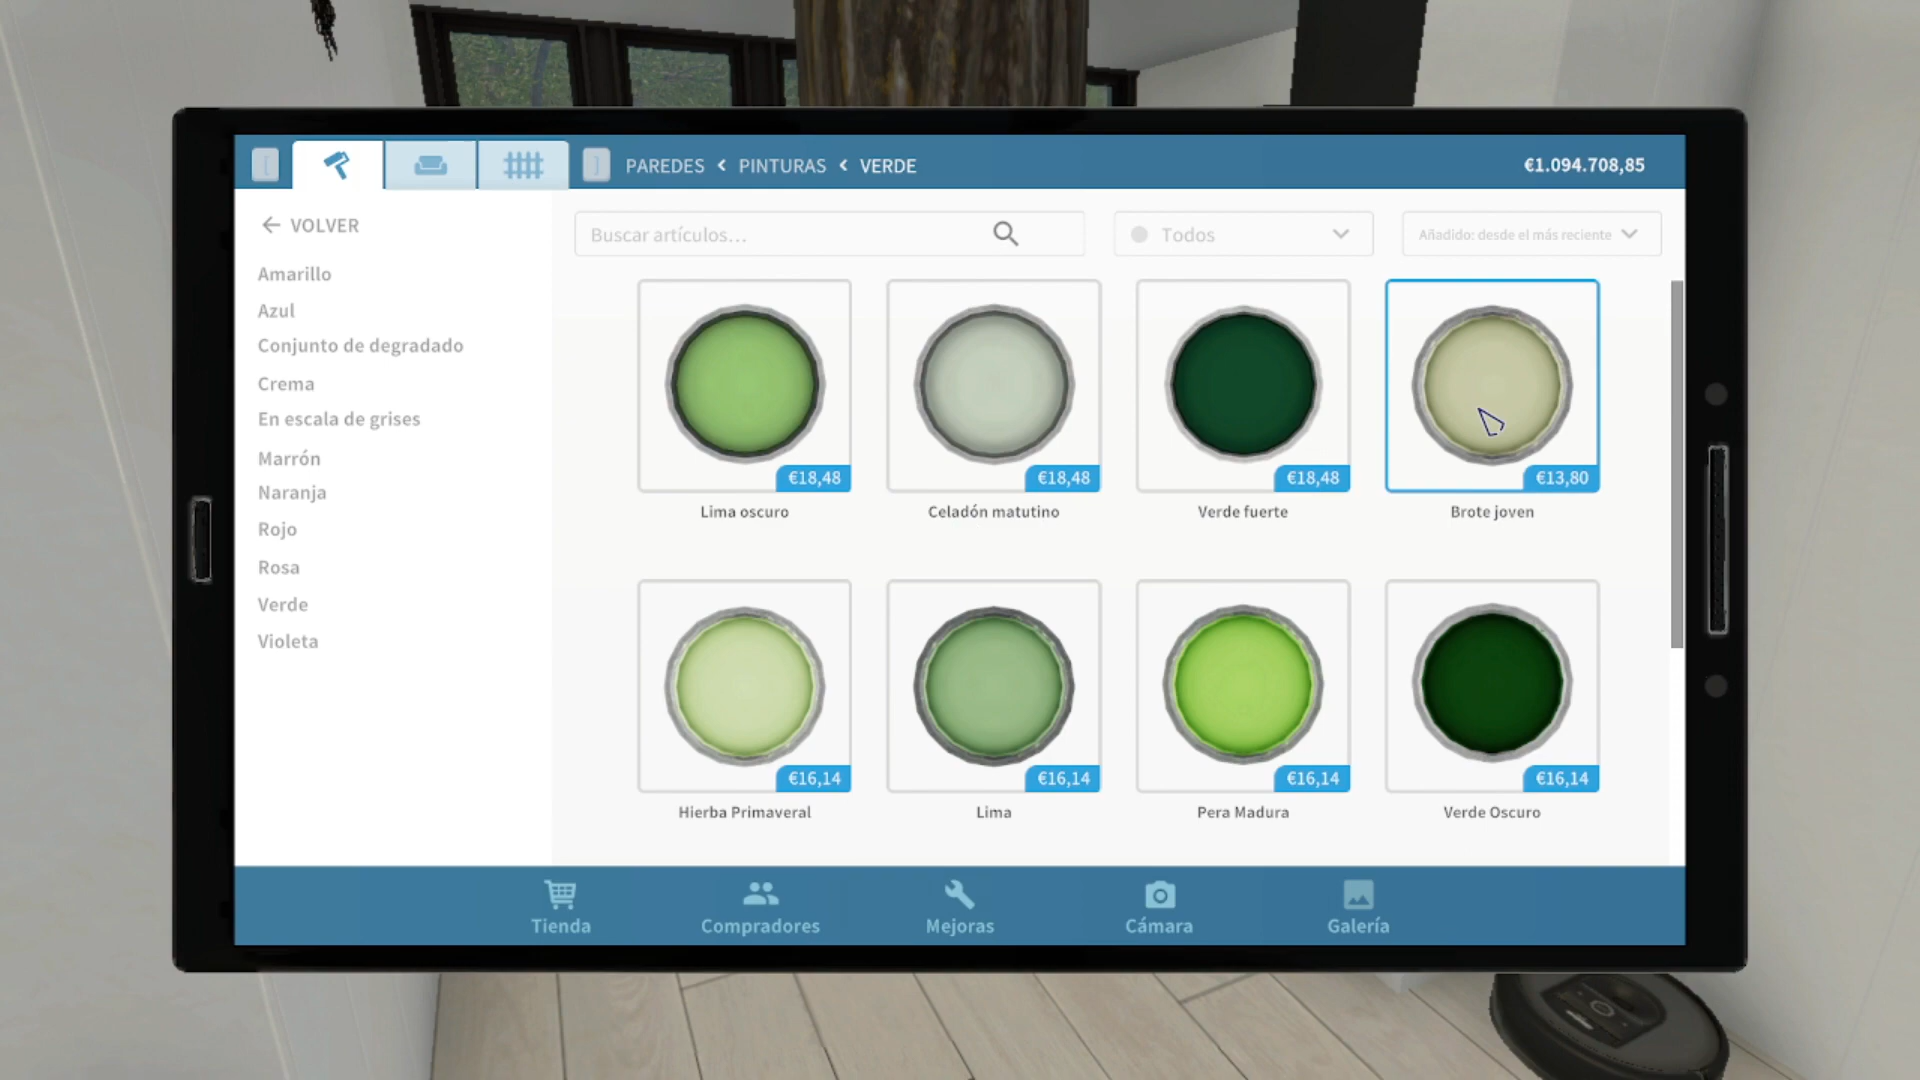 [
]
PAREDES < PINTURAS < VERDE
€1.094.708,85
← VOLVER
Amarillo
Azul
Conjunto de degradado
Crema
En escala de grises
Marrón
Naranja
Rojo
Rosa
Verde
Violeta
Buscar artículos...
Todos
Añadido: desde el más reciente
€18,48
€18,48
€18,48
€13,80
Lima oscuro
Celadón matutino
Verde fuerte
Brote joven
€16,14
€16,14
€16,14
€16,14
Hierba Primaveral
Lima
Pera Madura
Verde Oscuro
Tienda
Compradores
Mejoras
Cámara
Galería